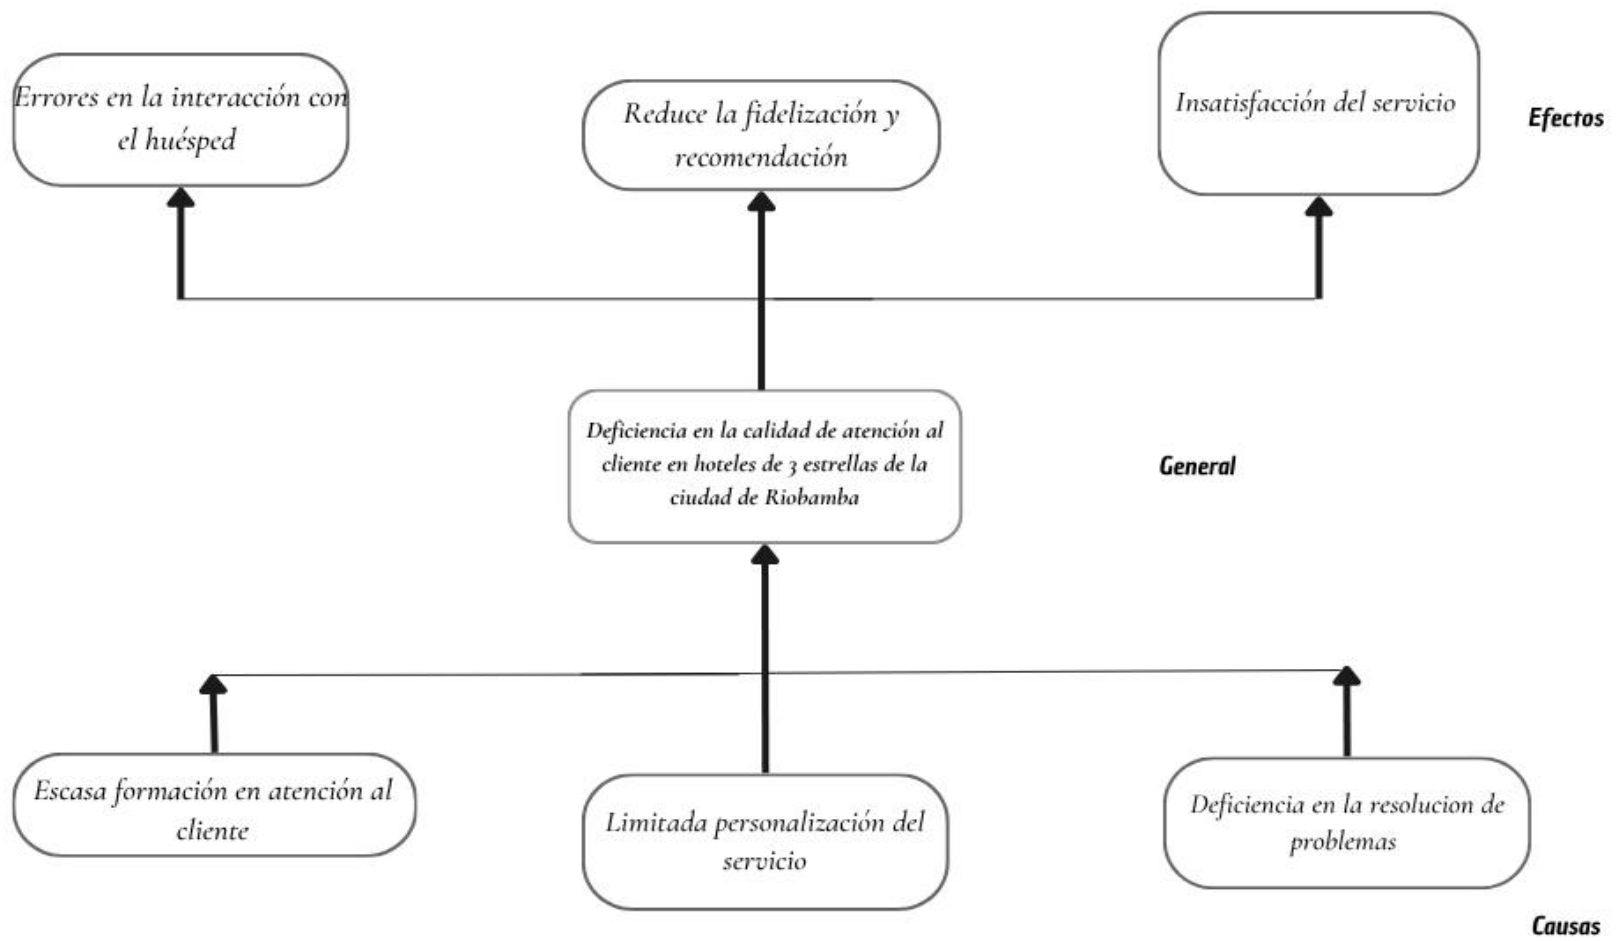 Errores en la interacción con
el huésped
Reduce la fidelización y
recomendación
Insatisfacción del servicio
Efectos
Deficiencia en la calidad de atención al
cliente en hoteles de 3 estrellas de la
ciudad de Riobamba
General
Escasa formación en atención al
cliente
Limitada personalización del
servicio
Deficiencia en la resolucion de
problemas
Causas